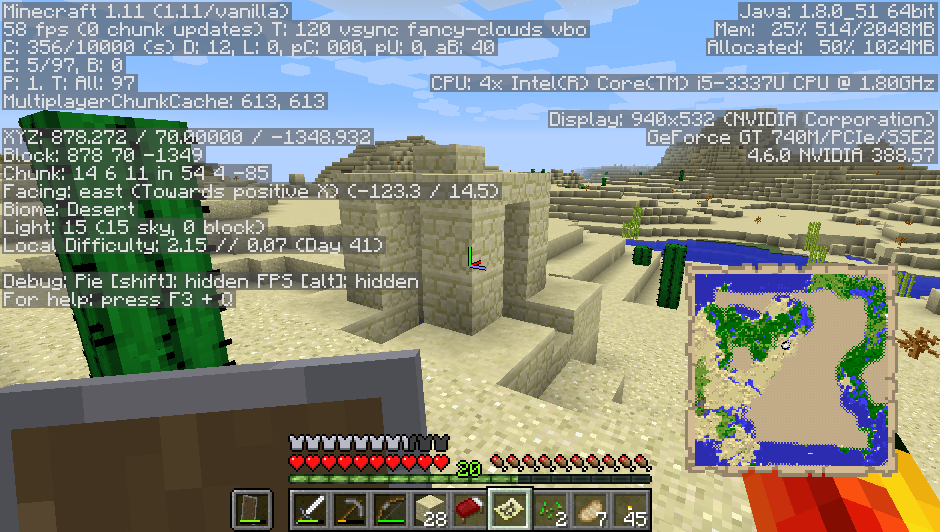 Minecraft 1.11 (1.11/vanilla)
58 fps (0 chunk updates) T: 120 vsync fancy-clouds vbo
C: 356/10000 (s) D: 12, L: 0, pC: 000, pU: 0, aB: 40
E: 5/97, B: 0
P: 1. T: All: 97
MultiplayerChunkCache: 613, 613
XYZ: 878.272 / 70.00000 / -1348.932
Block: 878 70 -1349
Chunk: 14 6 11 in 54 4 -85
Facing: east (Towards positive X) (-123.3 / 14.5)
Biome: Desert
Light: 15 (15 sky, 0 block)
Local Difficulty: 2.15 // 0.07 (Day 41)
Debug: Pie [shift]: hidden FPS [alt]: hidden
For help: press F3 + Q
Java: 1.8.0_51 64bit
Mem: 25% 514/2048MB
Allocated: 50% 1024MB
CPU: 4x Intel(R) Core(TM) i5-3337U CPU @ 1.80GHz
Display: 940x532 (NVIDIA Corporation)
GeForce GT 740M/PCIe/SSE2
4.6.0 NVIDIA 388.57
30
28
2
7
45